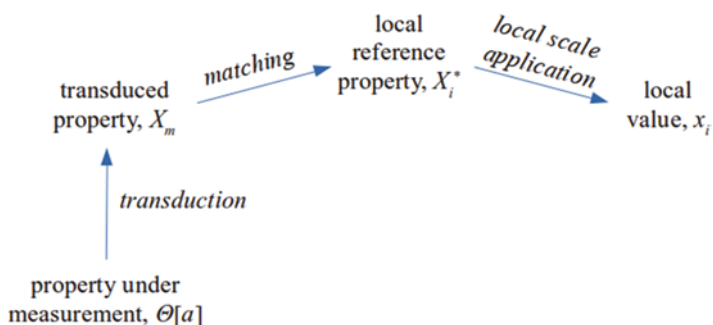 local
reference
property, X*i
matching
local scale
application
transduced
property, Xm
local
value, xi
transduction
property under
measurement, Θ[a]